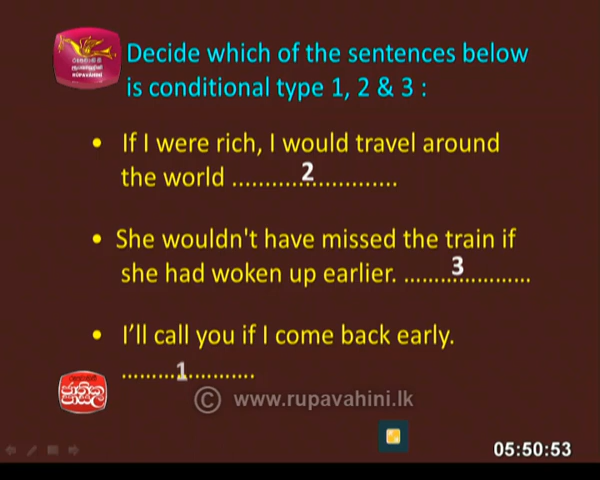 RUPAVAHINI
Decide which of the sentences below
is conditional type 1, 2 & 3 :
• If I were rich, I would travel around
the world ..........2.............
• She wouldn't have missed the train if
she had woken up earlier. ........3...........
• I’ll call you if I come back early.
.........1..........
© www.rupavahini.lk
05:50:53